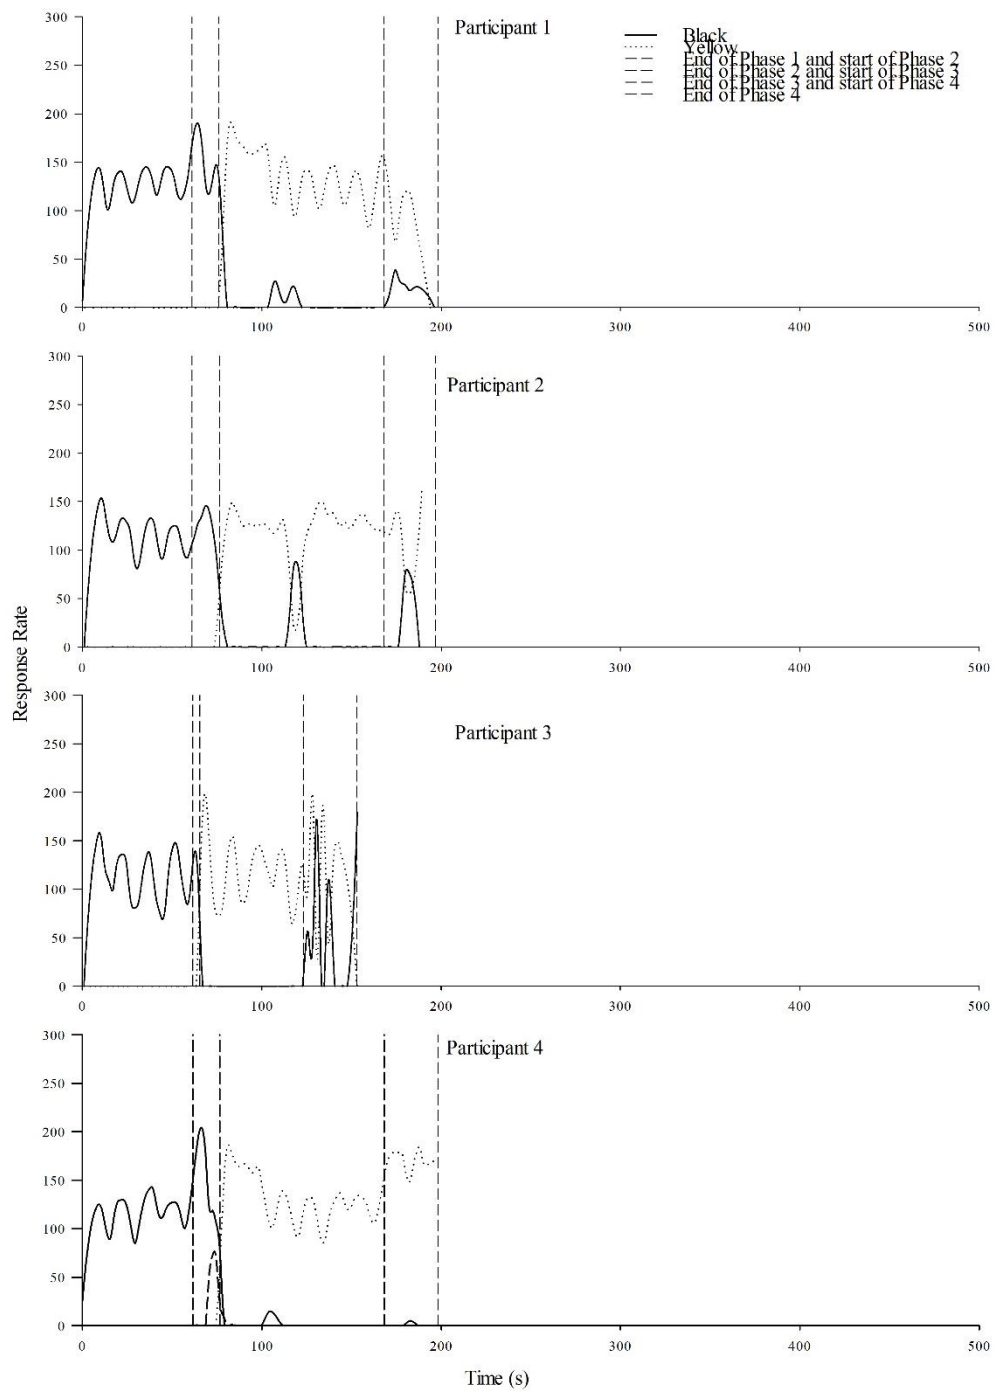 Participant 1
Black
Yellow
End of Phase 1 and start of Phase 2
End of Phase 2 and start of Phase 3
End of Phase 3 and start of Phase 4
End of Phase 4
300
250
200
150
100
50
0
0 100 200 300 400 500
Participant 2
300
250
200
150
100
50
0
0 100 200 300 400 500
Response Rate
Participant 3
300
250
200
150
100
50
0
0 100 200 300 400 500
Participant 4
300
250
200
150
100
50
0
0 100 200 300 400 500
Time (s)